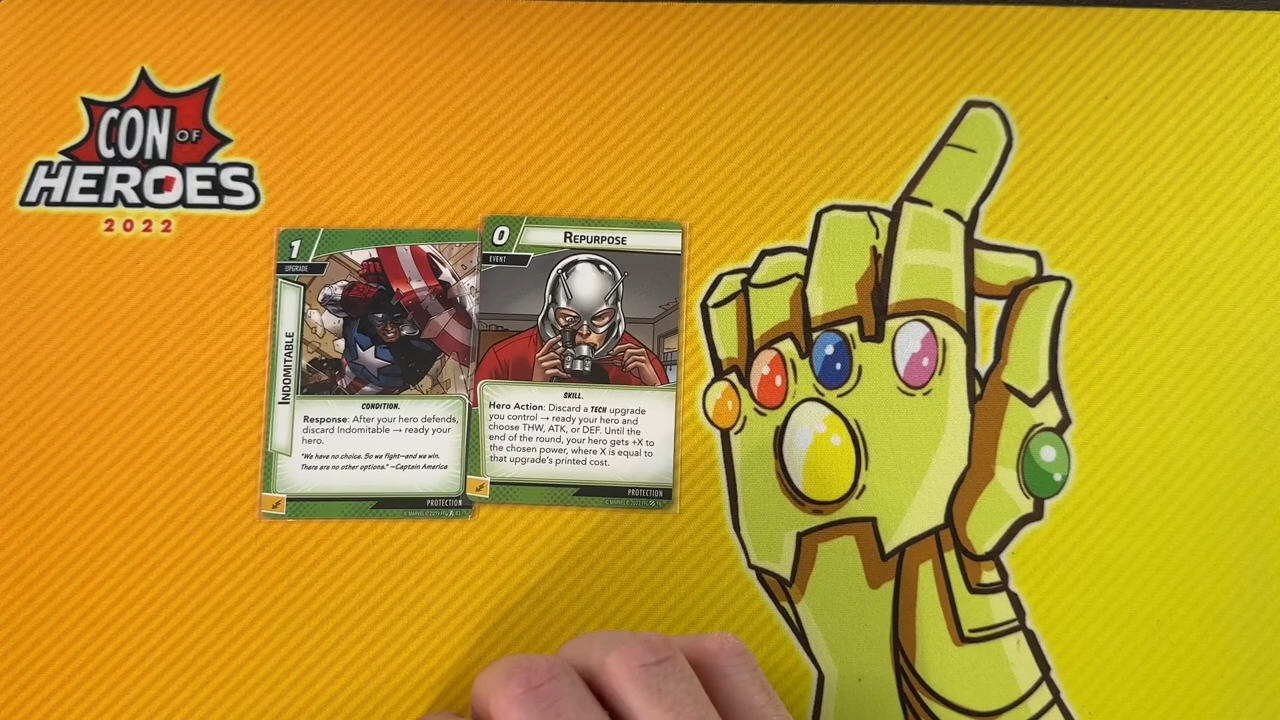 CON OF
HEROES
2022
1
UPGRADE
INDOMITABLE
CONDITION.
Response: After your hero defends,
discard Indomitable → ready your
hero.
"We have no choice. So we fight—and we win.
There are no other options." —Captain America
PROTECTION
0
REPURPOSE
EVENT
SKILL.
Hero Action: Discard a TECH upgrade
you control → ready your hero and
choose THW, ATK, or DEF. Until the
end of the round, your hero gets +X to
the chosen power, where X is equal to
that upgrade's printed cost.
PROTECTION